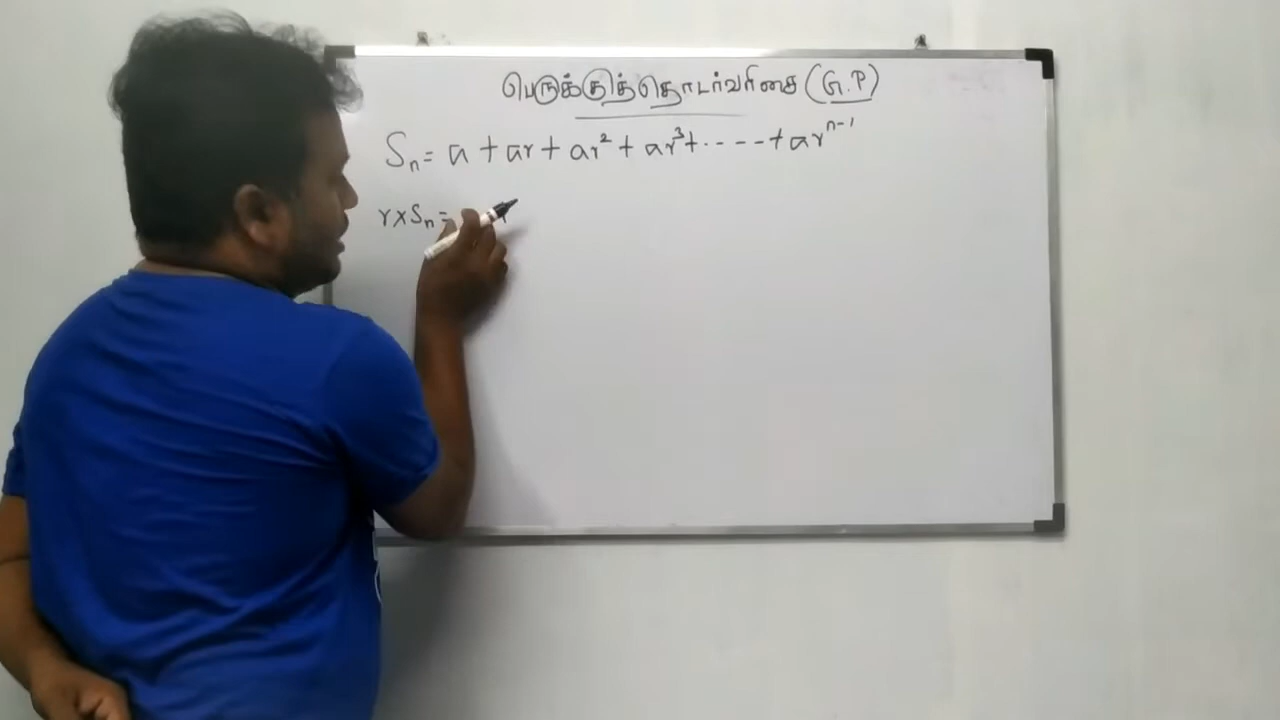 பெருக்குத்தொடர்வரிசை (G.P)
Sₙ = a + ar + ar² + ar³ + ---- + arⁿ⁻¹
r×Sₙ =